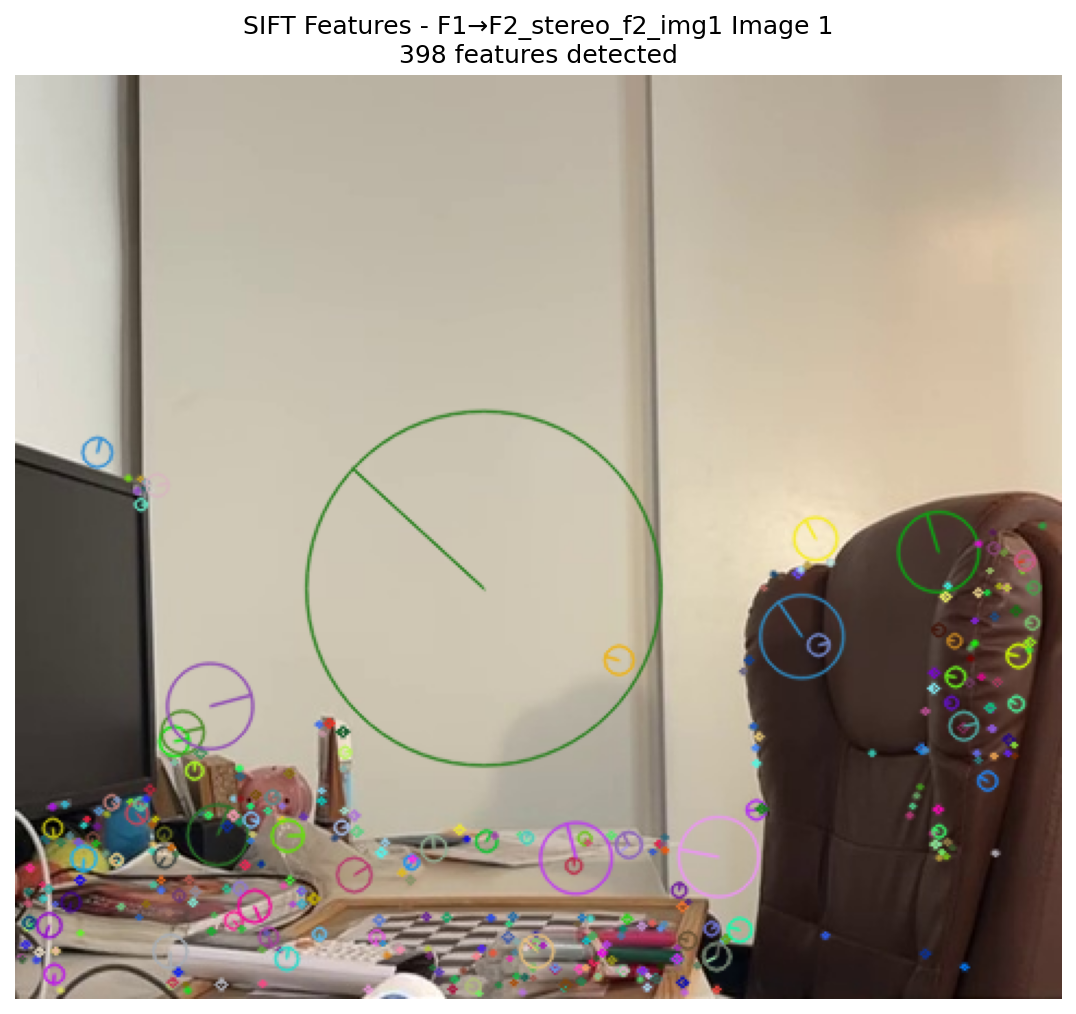 SIFT Features - F1→F2_stereo_f2_img1 Image 1
398 features detected